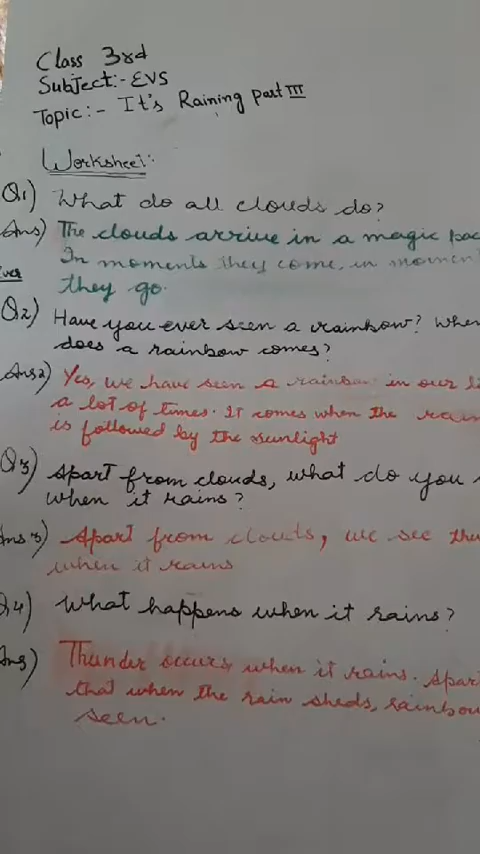 Class 3rd
Subject:- EVS
Topic:- It's Raining part III
Worksheet:
Q1) What do all clouds do?
Ans) The clouds arrive in a magic
In moments they come, in
they go.
Q2) Have you ever seen a rainbow?
does a rainbow comes?
Ans2) Yes, we have seen a rainbow in our
a lot of times. It comes when the rain
is followed by the sunlight
Q3) Apart from clouds, what do you
when it rains?
Ans 3) Apart from clouds, we see
when it rains
Q4) What happens when it rains?
Ans) Thunder occurs when it rains. Apart
that when the rain sheds,
seen.